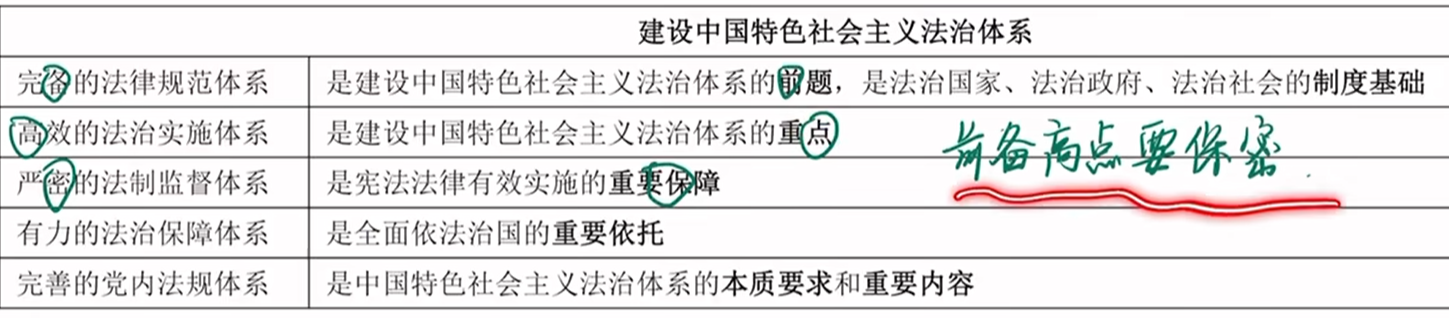 建设中国特色社会主义法治体系
完备的法律规范体系 是建设中国特色社会主义法治体系的前题，是法治国家、法治政府、法治社会的制度基础
高效的法治实施体系 是建设中国特色社会主义法治体系的重点
严密的法制监督体系 是宪法法律有效实施的重要保障
有力的法治保障体系 是全面依法治国的重要依托
完善的党内法规体系 是中国特色社会主义法治体系的本质要求和重要内容
前备高点要保密.